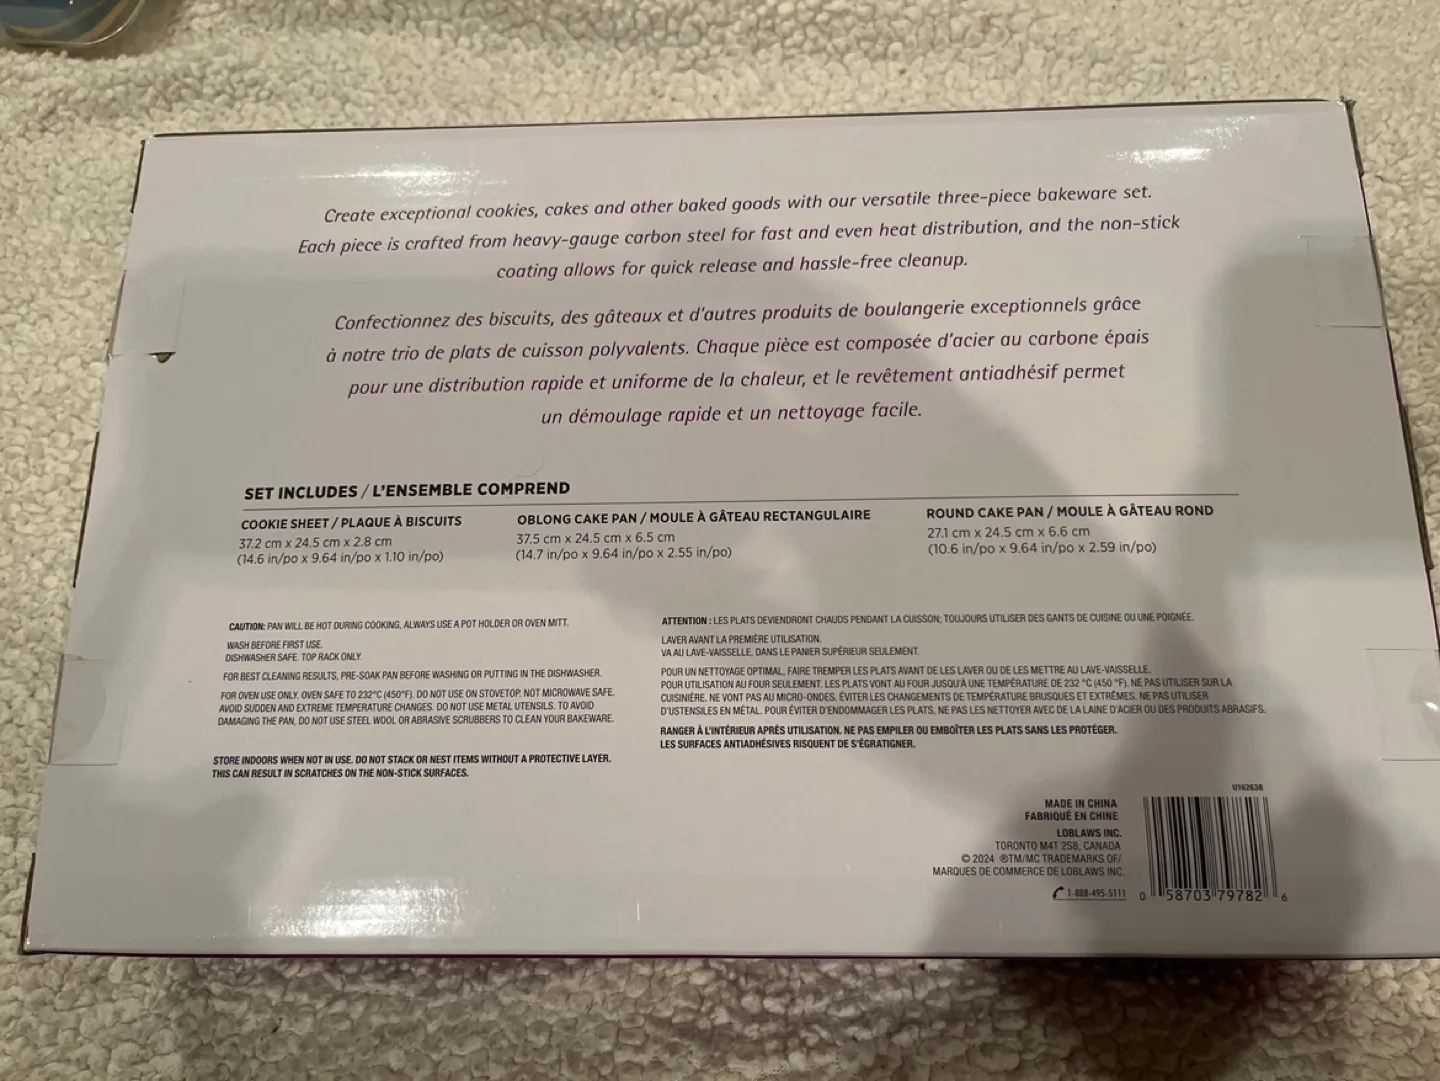 Create exceptional cookies, cakes and other baked goods with our versatile three-piece bakeware set.
Each piece is crafted from heavy-gauge carbon steel for fast and even heat distribution, and the non-stick
coating allows for quick release and hassle-free cleanup.
Confectionnez des biscuits, des gâteaux et d'autres produits de boulangerie exceptionnels grâce
à notre trio de plats de cuisson polyvalents. Chaque pièce est composée d'acier au carbone épais
pour une distribution rapide et uniforme de la chaleur, et le revêtement antiadhésif permet
un démoulage rapide et un nettoyage facile.
SET INCLUDES / L'ENSEMBLE COMPREND
COOKIE SHEET / PLAQUE À BISCUITS
37.2 cm x 24.5 cm x 2.8 cm
(14.6 in/po x 9.64 in/po x 1.10 in/po)
OBLONG CAKE PAN / MOULE À GÂTEAU RECTANGULAIRE
37.5 cm x 24.5 cm x 6.5 cm
(14.7 in/po x 9.64 in/po x 2.55 in/po)
ROUND CAKE PAN / MOULE À GÂTEAU ROND
27.1 cm x 24.5 cm x 6.6 cm
(10.6 in/po x 9.64 in/po x 2.59 in/po)
CAUTION: PAN WILL BE HOT DURING COOKING, ALWAYS USE A POT HOLDER OR OVEN MITT.
WASH BEFORE FIRST USE.
DISHWASHER SAFE. TOP RACK ONLY.
FOR BEST CLEANING RESULTS, PRE-SOAK PAN BEFORE WASHING OR PUTTING IN THE DISHWASHER.
FOR OVEN USE ONLY. OVEN SAFE TO 232°C (450°F). DO NOT USE ON STOVETOP. NOT MICROWAVE SAFE.
AVOID SUDDEN AND EXTREME TEMPERATURE CHANGES. DO NOT USE METAL UTENSILS. TO AVOID
DAMAGING THE PAN, DO NOT USE STEEL WOOL OR ABRASIVE SCRUBBERS TO CLEAN YOUR BAKEWARE.
STORE INDOORS WHEN NOT IN USE. DO NOT STACK OR NEST ITEMS WITHOUT A PROTECTIVE LAYER.
THIS CAN RESULT IN SCRATCHES ON THE NON-STICK SURFACES.
ATTENTION : LES PLATS DEVIENDRONT CHAUDS PENDANT LA CUISSON; TOUJOURS UTILISER DES GANTS DE CUISINE OU UNE POIGNÉE.
LAVER AVANT LA PREMIÈRE UTILISATION.
VA AU LAVE-VAISSELLE, DANS LE PANIER SUPÉRIEUR SEULEMENT.
POUR UN NETTOYAGE OPTIMAL, FAIRE TREMPER LES PLATS AVANT DE LES LAVER OU DE LES METTRE AU LAVE-VAISSELLE.
POUR UTILISATION AU FOUR SEULEMENT. LES PLATS VONT AU FOUR JUSQU'À UNE TEMPÉRATURE DE 232 °C (450 °F). NE PAS UTILISER SUR LA
CUISINIÈRE. NE VONT PAS AU MICRO-ONDES. ÉVITER LES CHANGEMENTS DE TEMPÉRATURE BRUSQUES ET EXTRÊMES. NE PAS UTILISER
D'USTENSILES EN MÉTAL. POUR ÉVITER D'ENDOMMAGER LES PLATS, NE PAS LES NETTOYER AVEC DE LA LAINE D'ACIER OU DES PRODUITS ABRASIFS.
RANGER À L'INTÉRIEUR APRÈS UTILISATION. NE PAS EMPILER OU EMBOÎTER LES PLATS SANS LES PROTÉGER.
LES SURFACES ANTIADHÉSIVES RISQUENT DE S'ÉGRATIGNER.
U162638
MADE IN CHINA
FABRIQUÉ EN CHINE
LOBLAWS INC.
TORONTO M4T 2S8, CANADA
© 2024 ®TM/MC TRADEMARKS OF/
MARQUES DE COMMERCE DE LOBLAWS INC.
1-888-495-5111
0 58703 79782 6